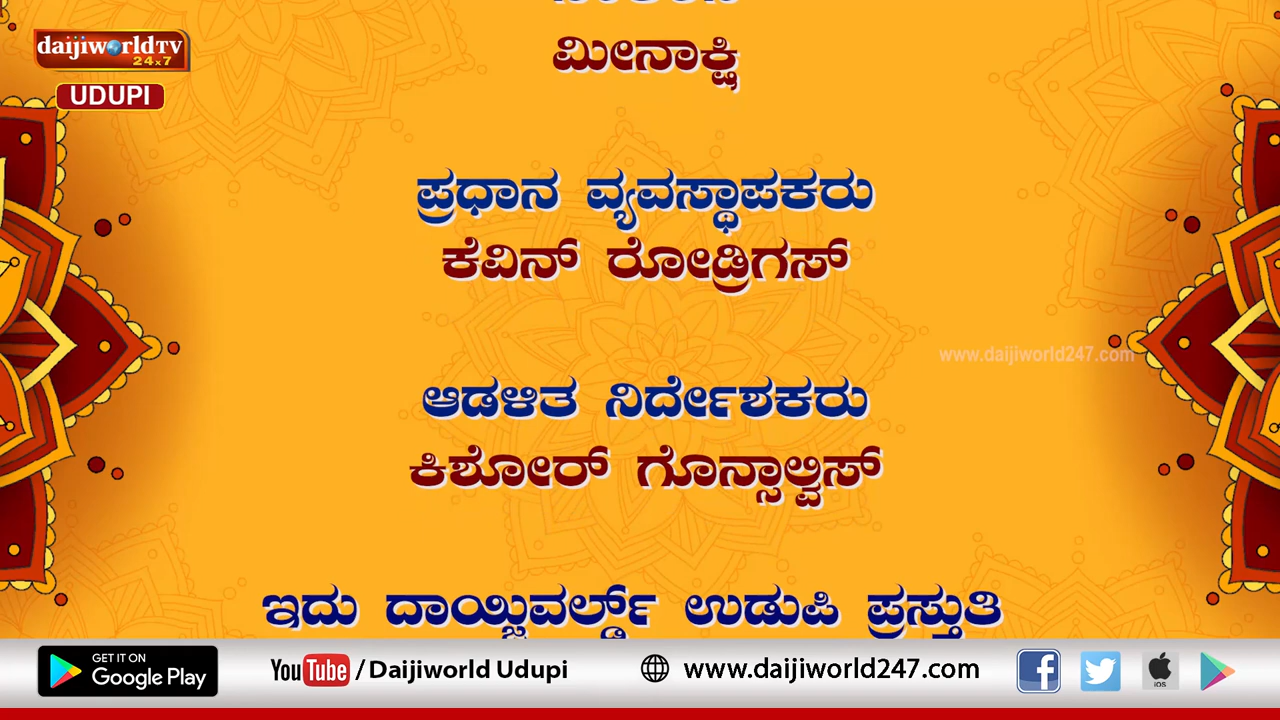 daijiworldTV
24x7
UDUPI
ಮೀನಾಕ್ಷಿ
ಪ್ರಧಾನ ವ್ಯವಸ್ಥಾಪಕರು
ಕೆವಿನ್ ರೋಡ್ರಿಗಸ್
www.daijiworld247.com
ಆಡಳಿತ ನಿರ್ದೇಶಕರು
ಕಿಶೋರ್ ಗೊನ್ಸಾಲ್ವಿಸ್
ಇದು ದಾಯ್ಜಿವರ್ಲ್ಡ್ ಉಡುಪಿ ಪ್ರಸ್ತುತಿ
GET IT ON
Google Play
YouTube /Daijiworld Udupi
www.daijiworld247.com
iOS